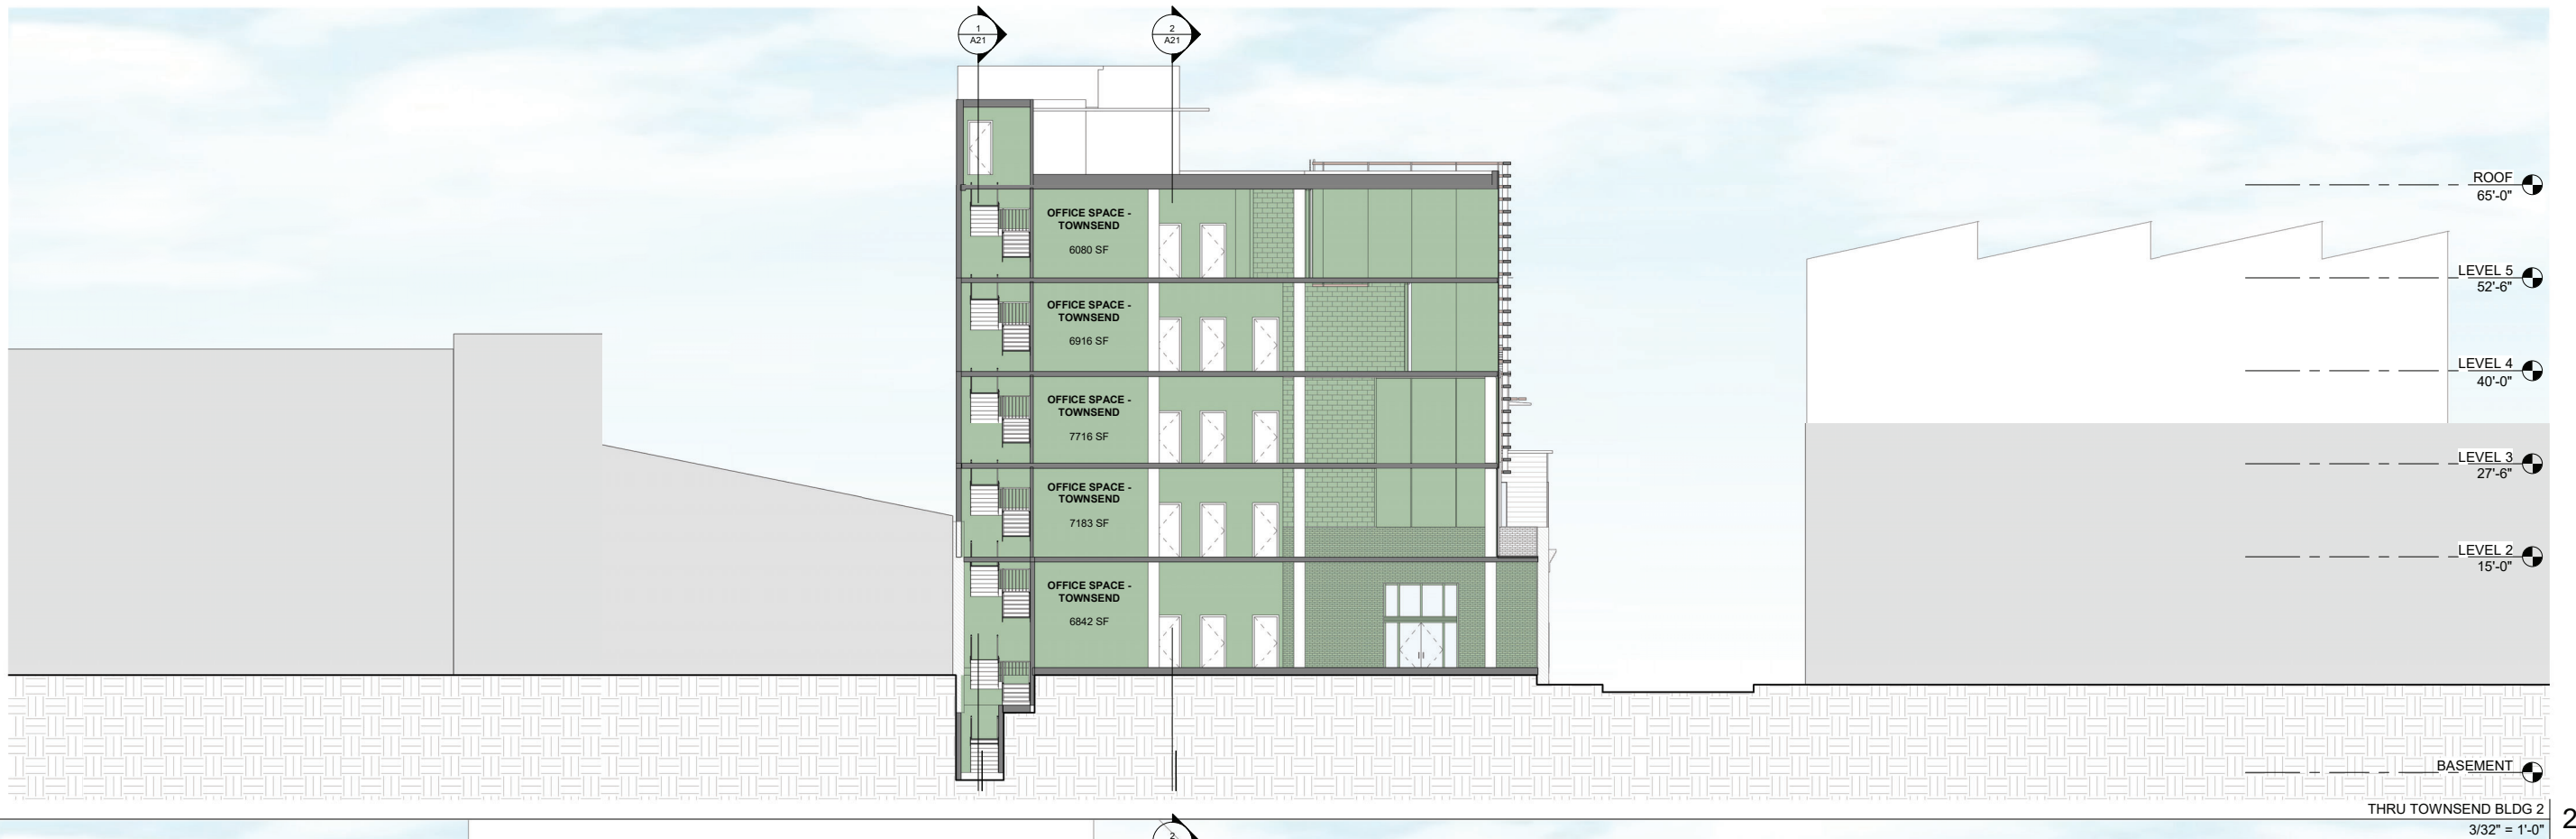 1
A21
2
A21
ROOF
65'-0"
OFFICE SPACE -
TOWNSEND
6080 SF
LEVEL 5
52'-6"
OFFICE SPACE -
TOWNSEND
6916 SF
LEVEL 4
40'-0"
OFFICE SPACE -
TOWNSEND
7716 SF
LEVEL 3
27'-6"
OFFICE SPACE -
TOWNSEND
7183 SF
LEVEL 2
15'-0"
OFFICE SPACE -
TOWNSEND
6842 SF
BASEMENT
THRU TOWNSEND BLDG 2
2
3/32" = 1'-0"
2